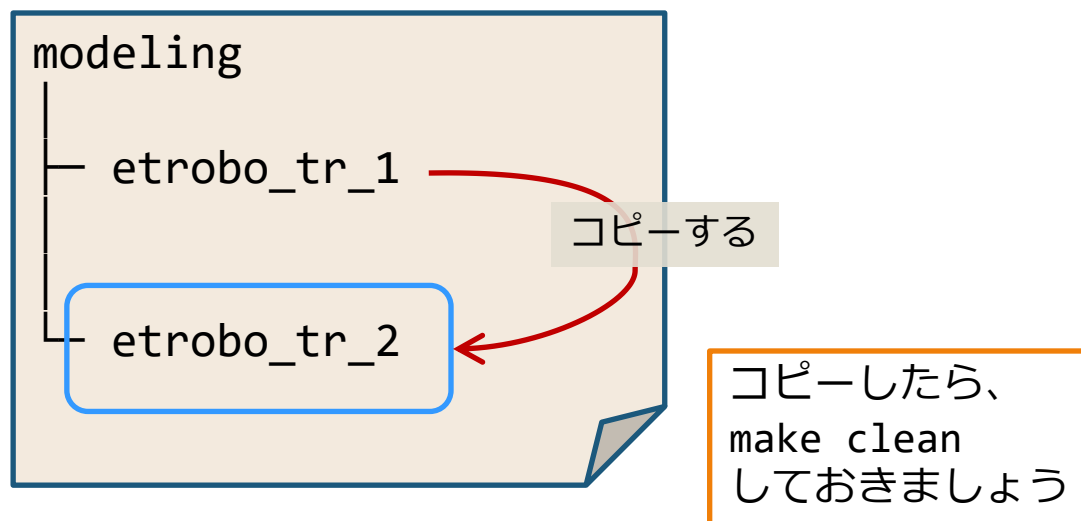 modeling
etrobo_tr_1
コピーする
etrobo_tr_2
コピーしたら、
make clean
しておきましょう